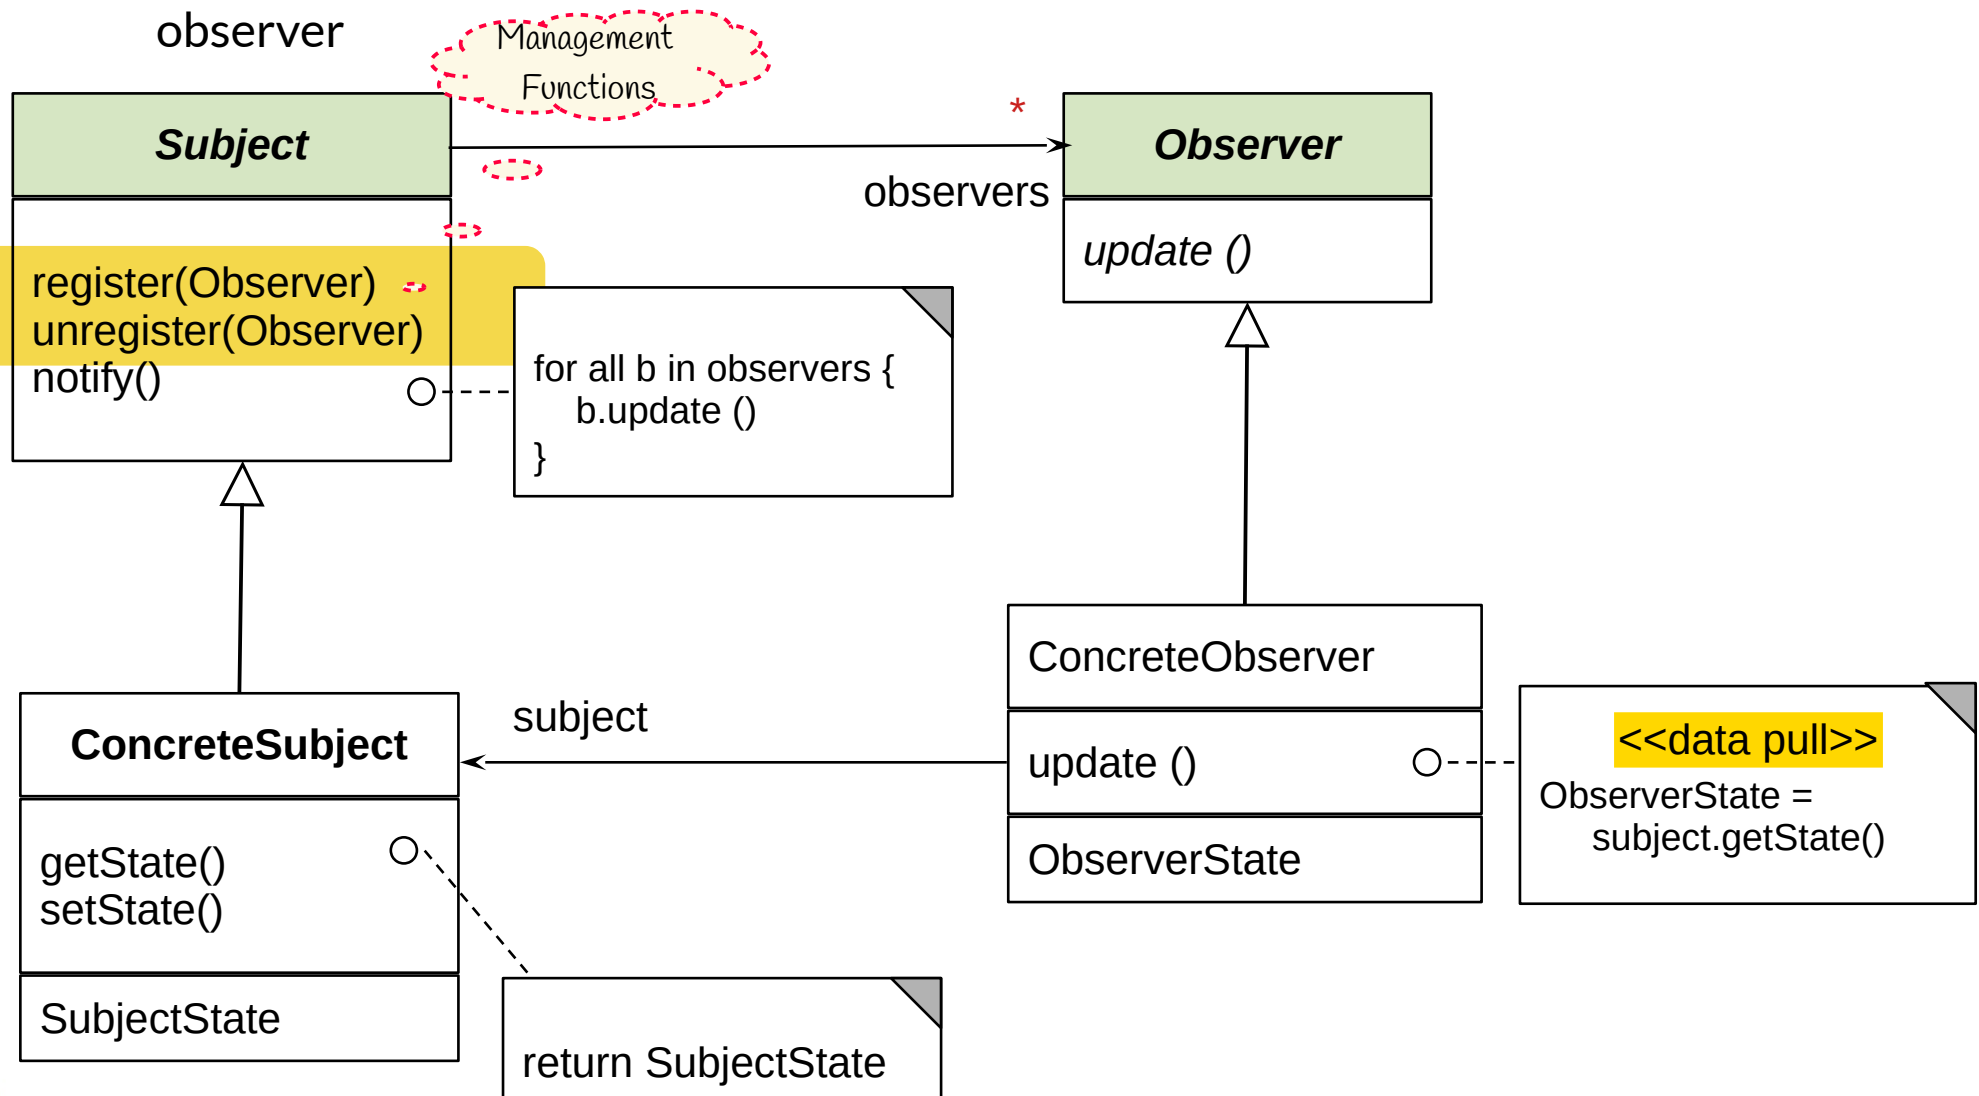 observer
Management
Functions
Subject
*
Observer
observers
update ()
register(Observer)
unregister(Observer)
notify()
for all b in observers {
b.update ()
}
ConcreteObserver
subject
ConcreteSubject
update ()
<<data pull>>
ObserverState =
subject.getState()
getState()
setState()
ObserverState
SubjectState
return SubjectState